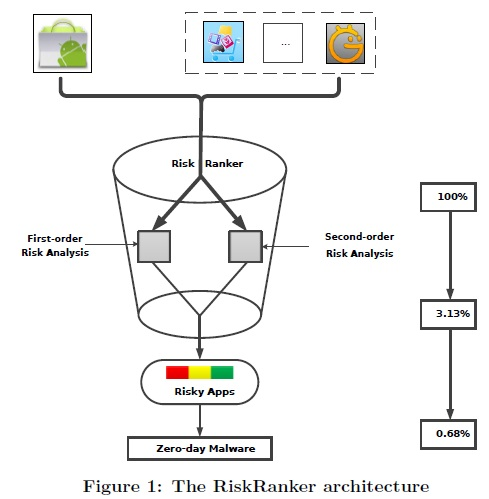 ...
Risk Ranker
100%
First-order
Risk Analysis
Second-order
Risk Analysis
3.13%
Risky Apps
Zero-day Malware
0.68%
Figure 1: The RiskRanker architecture